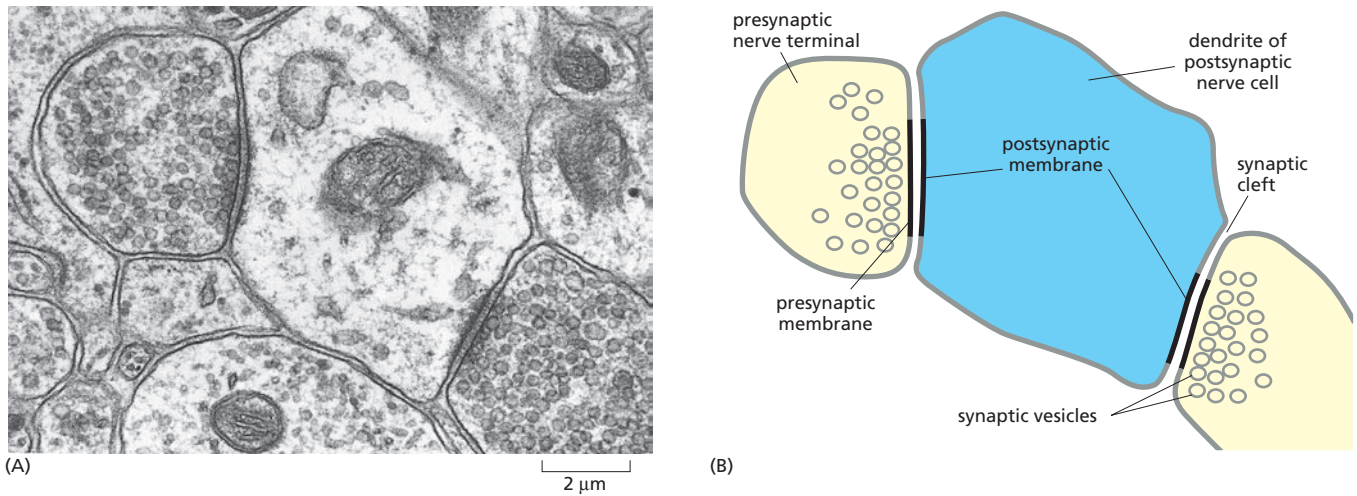 presynaptic
nerve terminal
dendrite of
postsynaptic
nerve cell
postsynaptic
membrane
synaptic
cleft
presynaptic
membrane
synaptic vesicles
(A)
2 μm
(B)